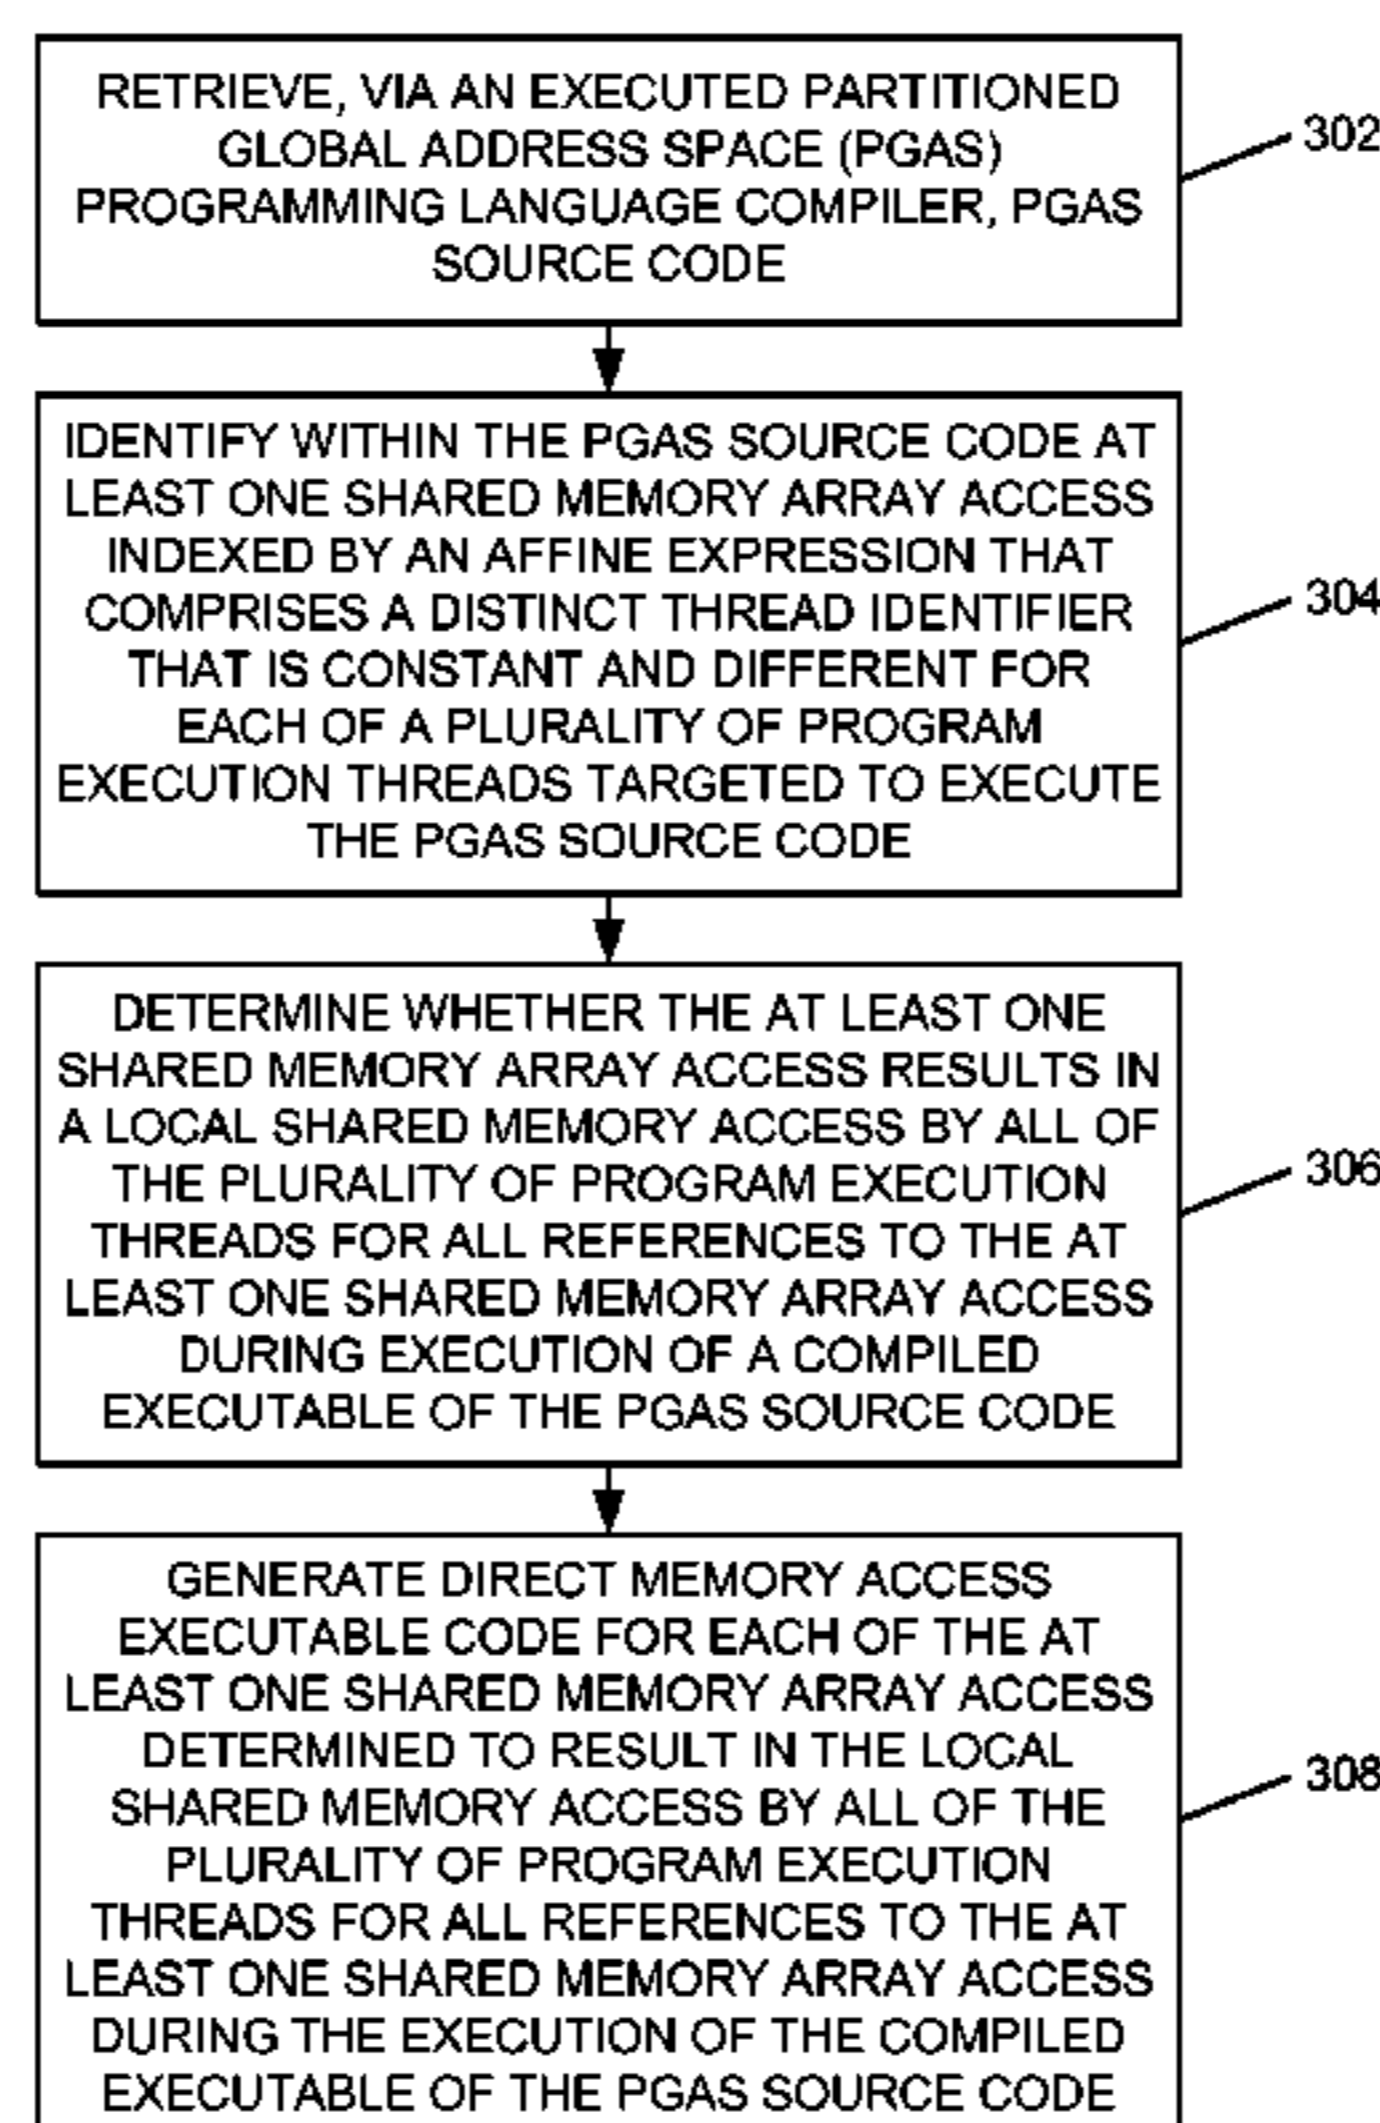 RETRIEVE, VIA AN EXECUTED PARTITIONED
GLOBAL ADDRESS SPACE (PGAS)
PROGRAMMING LANGUAGE COMPILER, PGAS
SOURCE CODE
302
IDENTIFY WITHIN THE PGAS SOURCE CODE AT
LEAST ONE SHARED MEMORY ARRAY ACCESS
INDEXED BY AN AFFINE EXPRESSION THAT
COMPRISES A DISTINCT THREAD IDENTIFIER
THAT IS CONSTANT AND DIFFERENT FOR
EACH OF A PLURALITY OF PROGRAM
EXECUTION THREADS TARGETED TO EXECUTE
THE PGAS SOURCE CODE
304
DETERMINE WHETHER THE AT LEAST ONE
SHARED MEMORY ARRAY ACCESS RESULTS IN
A LOCAL SHARED MEMORY ACCESS BY ALL OF
THE PLURALITY OF PROGRAM EXECUTION
THREADS FOR ALL REFERENCES TO THE AT
LEAST ONE SHARED MEMORY ARRAY ACCESS
DURING EXECUTION OF A COMPILED
EXECUTABLE OF THE PGAS SOURCE CODE
306
GENERATE DIRECT MEMORY ACCESS
EXECUTABLE CODE FOR EACH OF THE AT
LEAST ONE SHARED MEMORY ARRAY ACCESS
DETERMINED TO RESULT IN THE LOCAL
SHARED MEMORY ACCESS BY ALL OF THE
PLURALITY OF PROGRAM EXECUTION
THREADS FOR ALL REFERENCES TO THE AT
LEAST ONE SHARED MEMORY ARRAY ACCESS
DURING THE EXECUTION OF THE COMPILED
EXECUTABLE OF THE PGAS SOURCE CODE
308